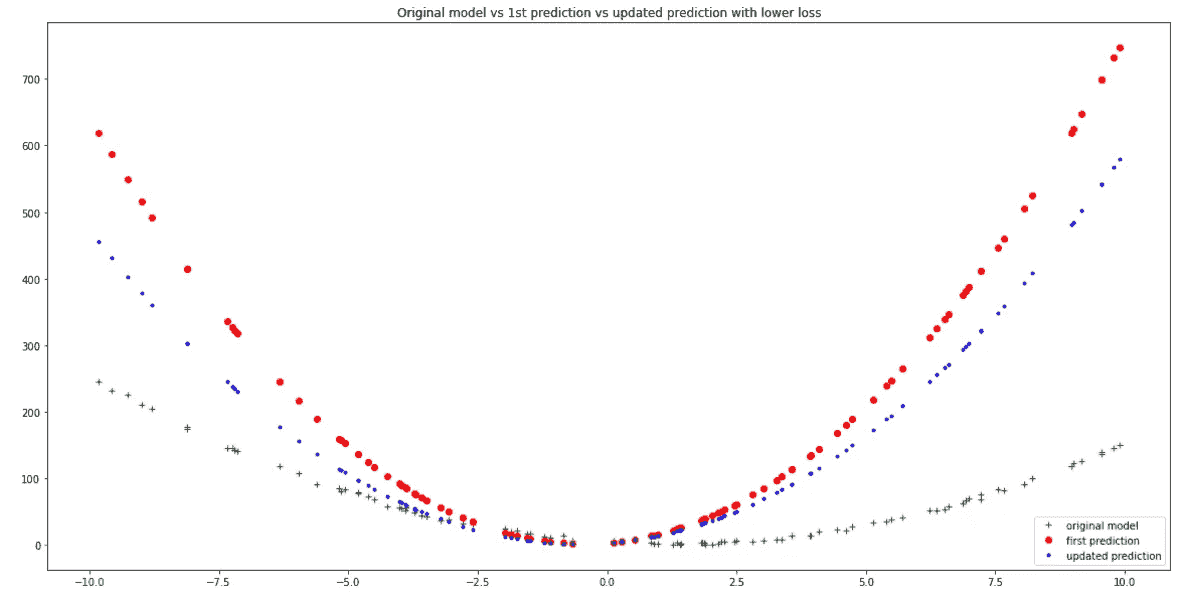 Original model vs 1st prediction vs updated prediction with lower loss
700
600
500
400
300
200
100
0
original model
first prediction
updated prediction
−10.0 −7.5 −5.0 −2.5 0.0 2.5 5.0 7.5 10.0